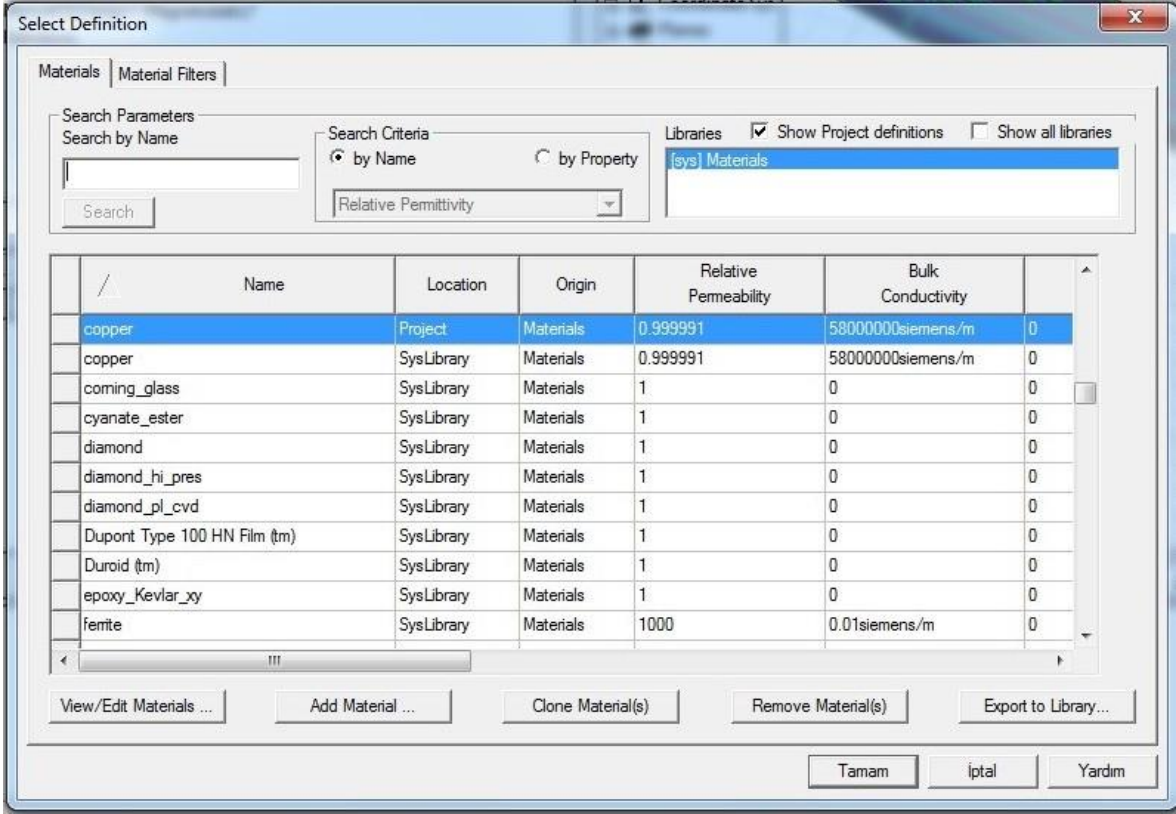 Select Definition
Materials Material Filters
Search Parameters
Search by Name
Search
Search Criteria
by Name by Property
Relative Permittivity
Libraries Show Project definitions Show all libraries
[sys] Materials
Name Location Origin Relative Permeability Bulk Conductivity
copper Project Materials 0.999991 58000000siemens/m 0
copper SysLibrary Materials 0.999991 58000000siemens/m 0
corning_glass SysLibrary Materials 1 0 0
cyanate_ester SysLibrary Materials 1 0 0
diamond SysLibrary Materials 1 0 0
diamond_hi_pres SysLibrary Materials 1 0 0
diamond_pl_cvd SysLibrary Materials 1 0 0
Dupont Type 100 HN Film (tm) SysLibrary Materials 1 0 0
Duroid (tm) SysLibrary Materials 1 0 0
epoxy_Kevlar_xy SysLibrary Materials 1 0 0
ferrite SysLibrary Materials 1000 0.01siemens/m 0
View/Edit Materials ... Add Material ... Clone Material(s) Remove Material(s) Export to Library...
Tamam İptal Yardım